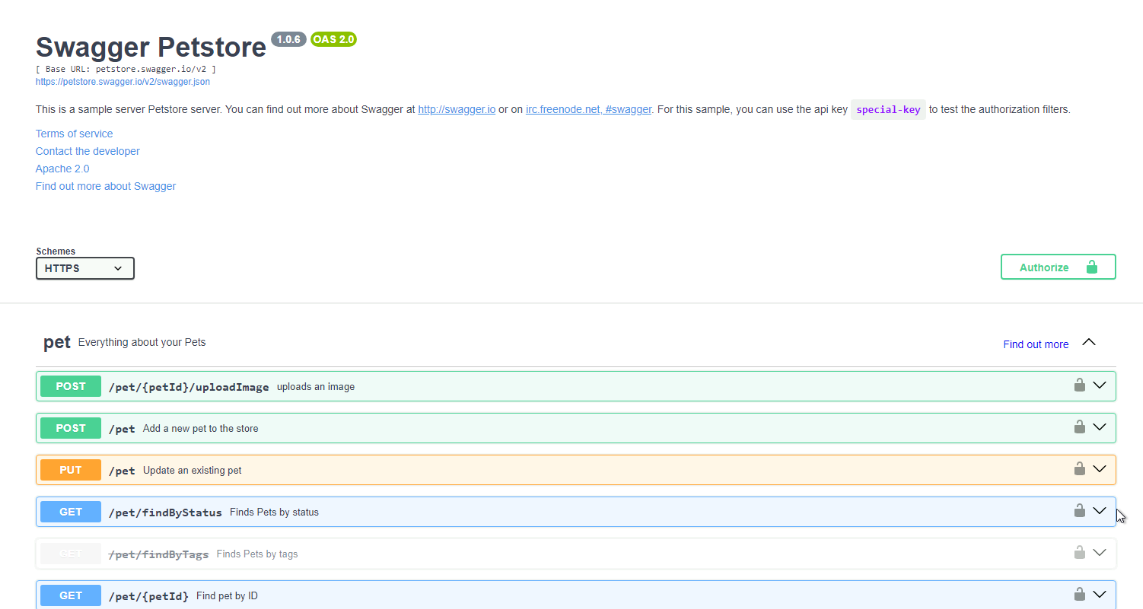 Swagger Petstore 1.0.6 OAS 2.0
[ Base URL: petstore.swagger.io/v2 ]
https://petstore.swagger.io/v2/swagger.json
This is a sample server Petstore server. You can find out more about Swagger at http://swagger.io or on irc.freenode.net, #swagger. For this sample, you can use the api key special-key to test the authorization filters.
Terms of service
Contact the developer
Apache 2.0
Find out more about Swagger
Schemes
HTTPS
Authorize
pet Everything about your Pets Find out more
POST /pet/{petId}/uploadImage uploads an image
POST /pet Add a new pet to the store
PUT /pet Update an existing pet
GET /pet/findByStatus Finds Pets by status
GET /pet/findByTags Finds Pets by tags
GET /pet/{petId} Find pet by ID